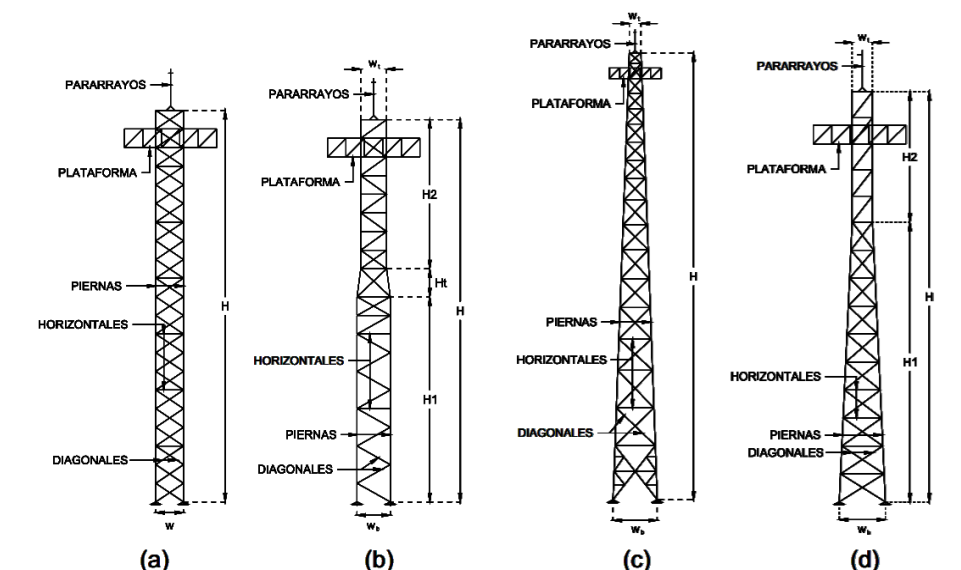 PARARRAYOS
PLATAFORMA
PIERNAS
H
HORIZONTALES
DIAGONALES
W
(a)
Wt
PARARRAYOS
PLATAFORMA
H2
Ht
H
HORIZONTALES
H1
PIERNAS
DIAGONALES
Wb
(b)
Wt
PARARRAYOS
PLATAFORMA
H
PIERNAS
HORIZONTALES
DIAGONALES
Wb
(c)
Wt
PARARRAYOS
PLATAFORMA
H2
H
H1
HORIZONTALES
PIERNAS
DIAGONALES
Wb
(d)